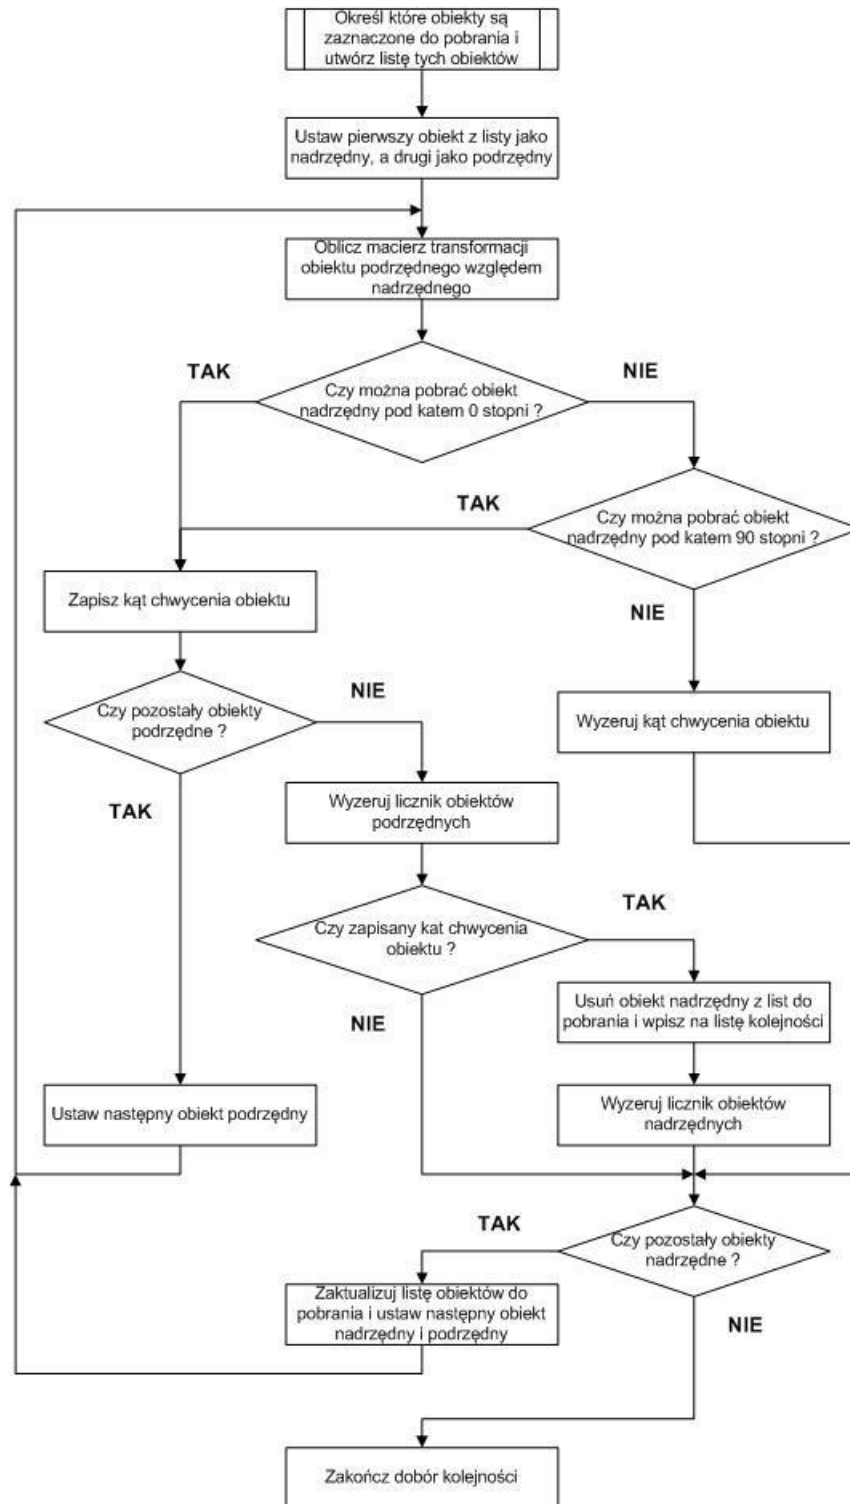 Określ które obiekty są
zaznaczone do pobrania i
utwórz listę tych obiektów
Ustaw pierwszy obiekt z listy jako
nadrzędny, a drugi jako podrzędny
Oblicz macierz transformacji
obiektu podrzędnego względem
nadrzędnego
TAK
NIE
Czy można pobrać obiekt
nadrzędny pod katem 0 stopni ?
TAK
Czy można pobrać obiekt
nadrzędny pod katem 90 stopni ?
Zapisz kąt chwycenia obiektu
NIE
NIE
Czy pozostały obiekty
podrzędne ?
Wyzeruj kąt chwycenia obiektu
TAK
Wyzeruj licznik obiektów
podrzędnych
TAK
Czy zapisany kat chwycenia
obiektu ?
Usuń obiekt nadrzędny z list do
pobrania i wpisz na listę kolejności
NIE
Ustaw następny obiekt podrzędny
Wyzeruj licznik obiektów
nadrzędnych
TAK
Czy pozostały obiekty
nadrzędne ?
Zaktualizuj listę obiektów do
pobrania i ustaw następny obiekt
nadrzędny i podrzędny
NIE
Zakończ dobór kolejności